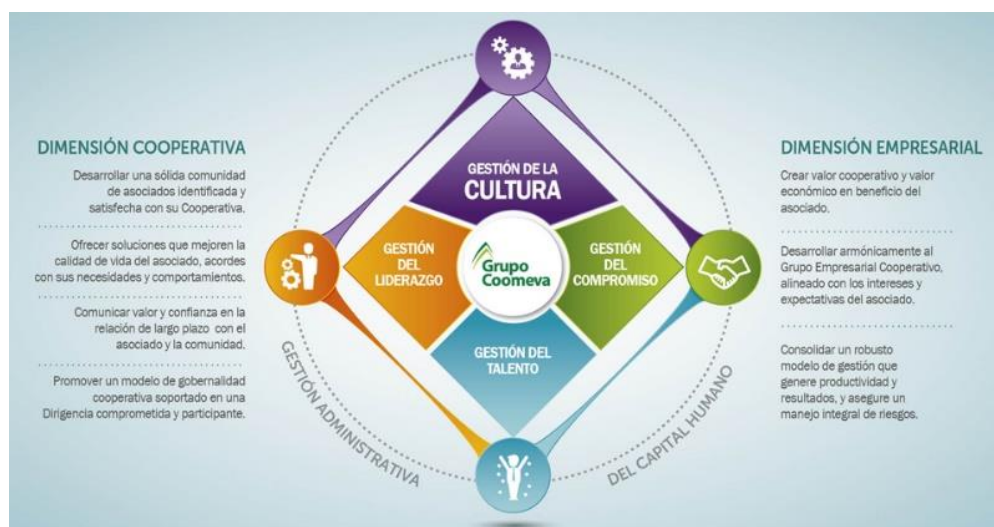 DIMENSIÓN COOPERATIVA
Desarrollar una sólida comunidad
de asociados identificada y
satisfecha con su Cooperativa.
Ofrecer soluciones que mejoren la
calidad de vida del asociado, acordes
con sus necesidades y comportamientos.
Comunicar valor y confianza en la
relación de largo plazo con el
asociado y la comunidad.
Promover un modelo de gobernalidad
cooperativa soportado en una
Dirigencia comprometida y participante.
GESTIÓN DE LA
CULTURA
GESTIÓN
DEL
LIDERAZGO
Grupo
Coomeva
GESTIÓN
DEL
COMPROMISO
GESTIÓN DEL
TALENTO
GESTIÓN ADMINISTRATIVA
DEL CAPITAL HUMANO
DIMENSIÓN EMPRESARIAL
Crear valor cooperativo y valor
económico en beneficio del
asociado.
Desarrollar armónicamente al
Grupo Empresarial Cooperativo,
alineado con los intereses y
expectativas del asociado.
Consolidar un robusto
modelo de gestión que
genere productividad y
resultados, y asegure un
manejo integral de riesgos.